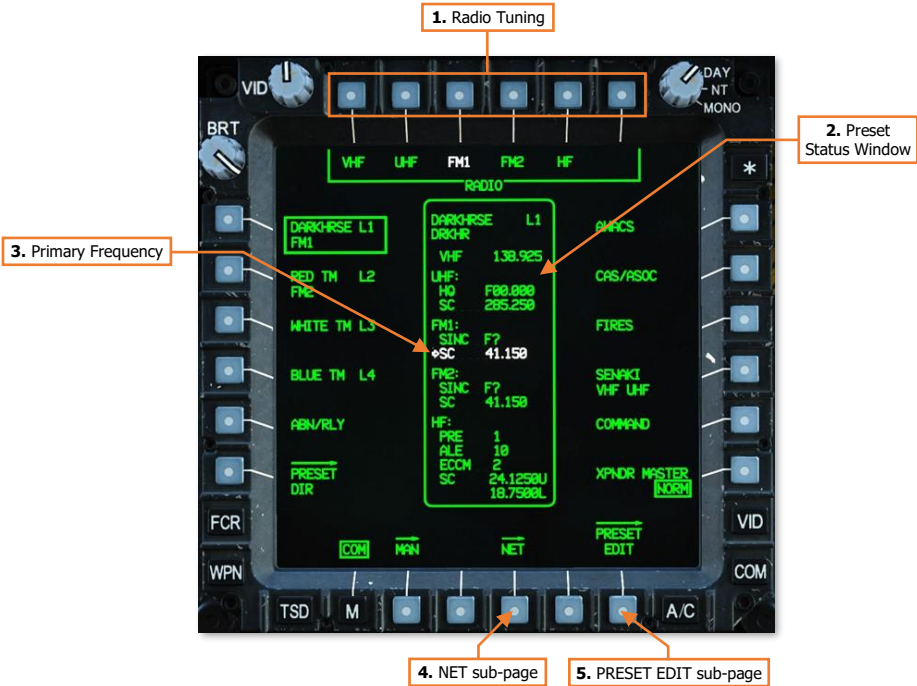 1. Radio Tuning
VID
DAY
NT
MONO
BRT
2. Preset
Status Window
VHF UHF FM1 FM2 HF
RADIO
*
DARKHRSE L1
FM1
DARKHRSE L1
DRKHR
AWACS
3. Primary Frequency
VHF 138.925
RED TM L2
FM2
UHF:
HQ F00.000
SC 285.250
CAS/ASOC
WHITE TM L3
FM1:
SINC F?
SC 41.150
FIRES
BLUE TM L4
FM2:
SINC F?
SC 41.150
SENAKI
VHF UHF
ABN/RLY
HF:
PRE 1
ALE 10
ECCM 2
SC 24.1250U
18.7500L
COMMAND
PRESET
DIR
XPNDR MASTER
NORM
FCR
VID
COM MAN NET PRESET
EDIT
WPN
COM
TSD M A/C
4. NET sub-page
5. PRESET EDIT sub-page